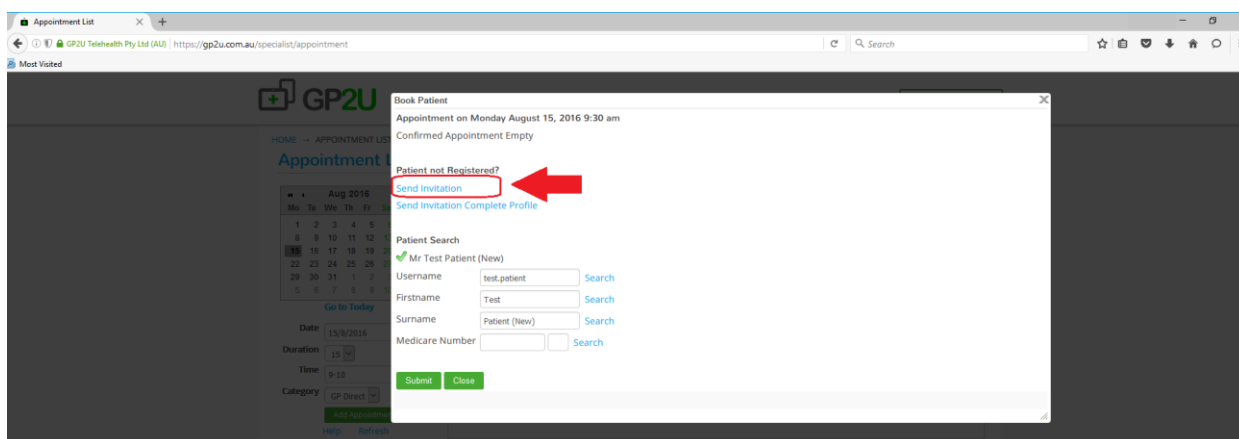 Appointment List
GP2U Telehealth Pty Ltd (AU) https://gp2u.com.au/specialist/appointment
Search
Most Visited
GP2U
HOME → APPOINTMENT LIST
Appointment L
Aug 2016
Mo Tu We Th Fr
1 2 3 4 5
8 9 10 11 12
15 16 17 18 19
22 23 24 25 26
29 30 31 1 2
5 6 7 8 9
Go to Today
Date 15/8/2016
Duration 15
Time 9-10
Category GP Direct
Add Appointmen
Help Refresh
Book Patient
Appointment on Monday August 15, 2016 9:30 am
Confirmed Appointment Empty
Patient not Registered?
Send Invitation
Send Invitation Complete Profile
Patient Search
Mr Test Patient (New)
Username test.patient Search
Firstname Test Search
Surname Patient (New) Search
Medicare Number Search
Submit Close